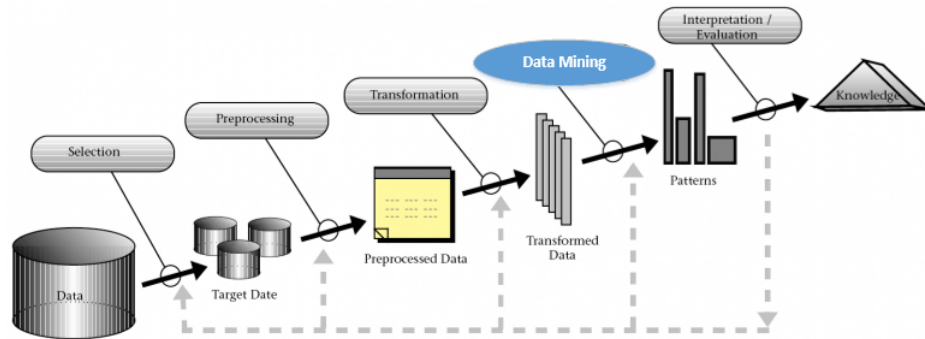 Interpretation /
Evaluation
Data Mining
Transformation
Knowledge
Preprocessing
Selection
Patterns
Transformed
Data
Preprocessed Data
Data
Target Date